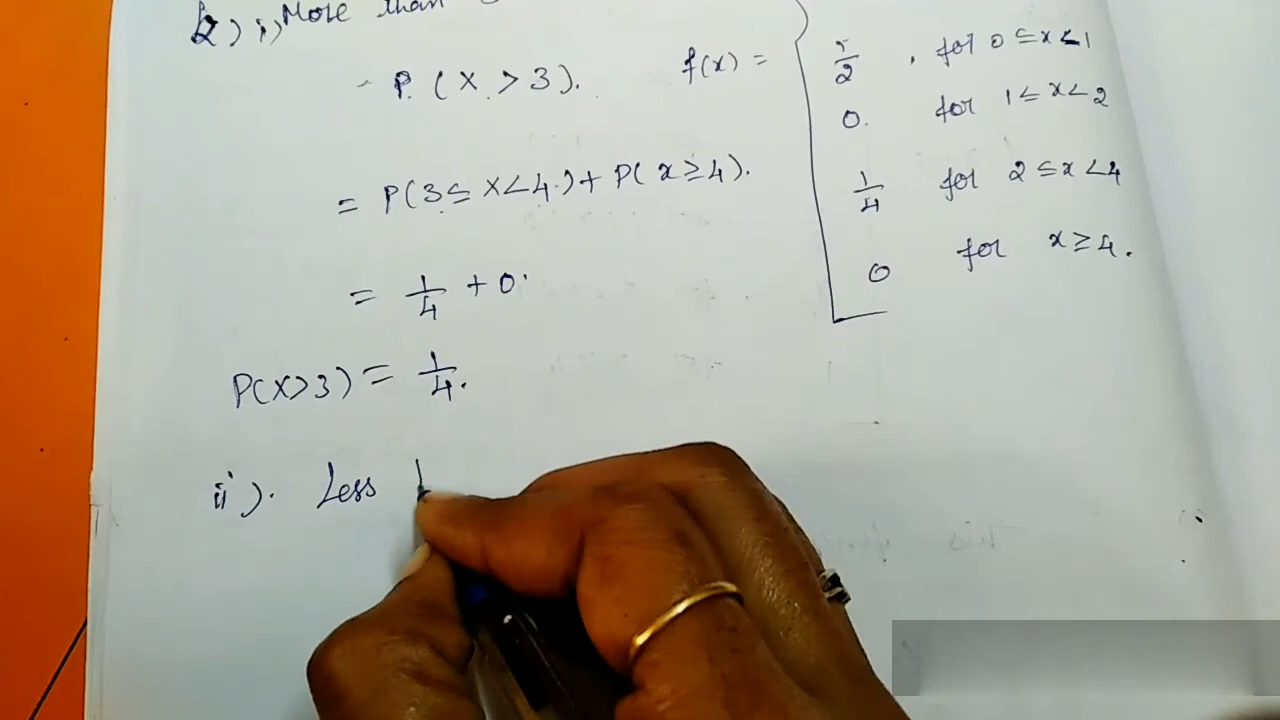 2) i) More than
P(X > 3).
= P(3 ≤ X < 4) + P(x ≥ 4).
= 1/4 + 0.
P(X > 3) = 1/4.
ii). Less
f(x) =
/2 , for 0 ≤ x < 1
0. for 1 ≤ x < 2
1/4 for 2 ≤ x < 4
0 for x ≥ 4.